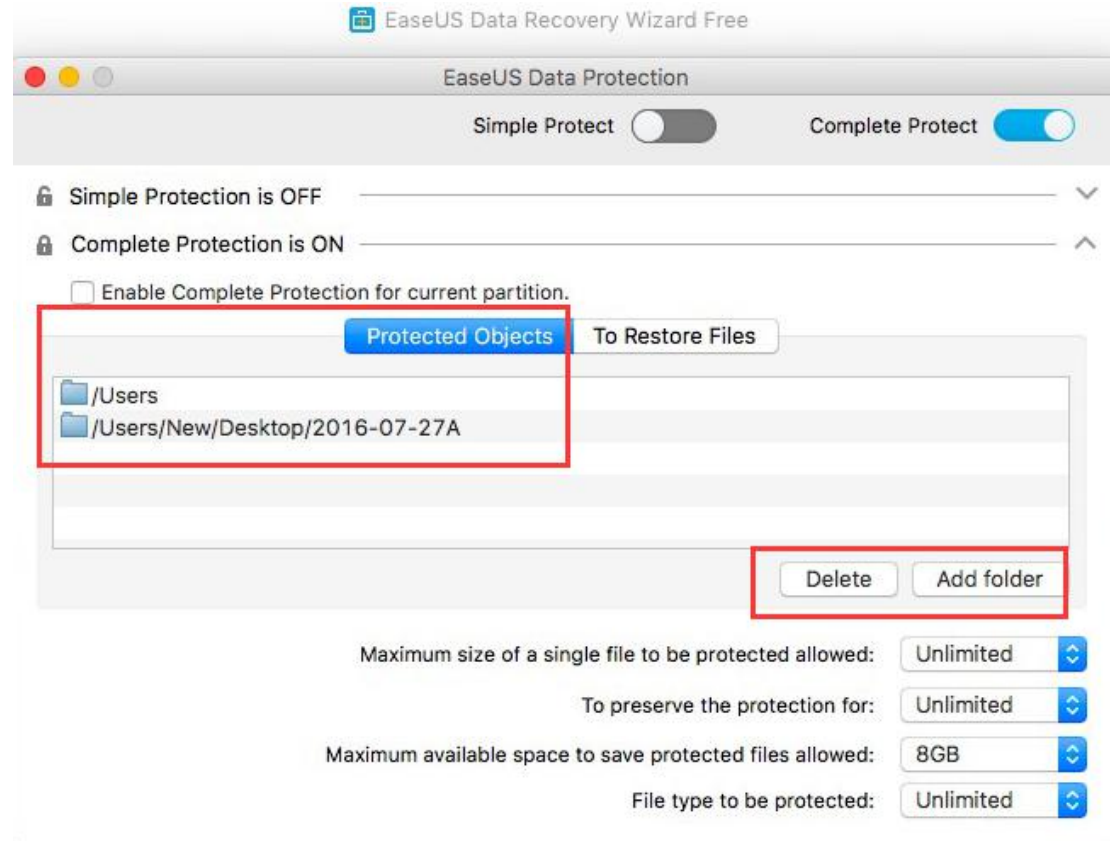 EaseUS Data Recovery Wizard Free
EaseUS Data Protection
Simple Protect Complete Protect
Simple Protection is OFF
Complete Protection is ON
Enable Complete Protection for current partition.
Protected Objects To Restore Files
/Users
/Users/New/Desktop/2016-07-27A
Delete Add folder
Maximum size of a single file to be protected allowed: Unlimited
To preserve the protection for: Unlimited
Maximum available space to save protected files allowed: 8GB
File type to be protected: Unlimited